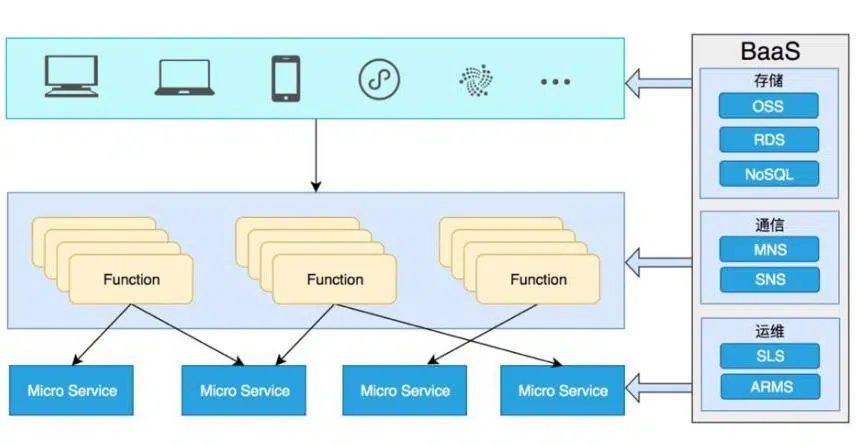 BaaS
存储
OSS
RDS
NoSQL
通信
MNS
SNS
运维
SLS
ARMS
Function
Function
Function
Micro Service
Micro Service
Micro Service
Micro Service